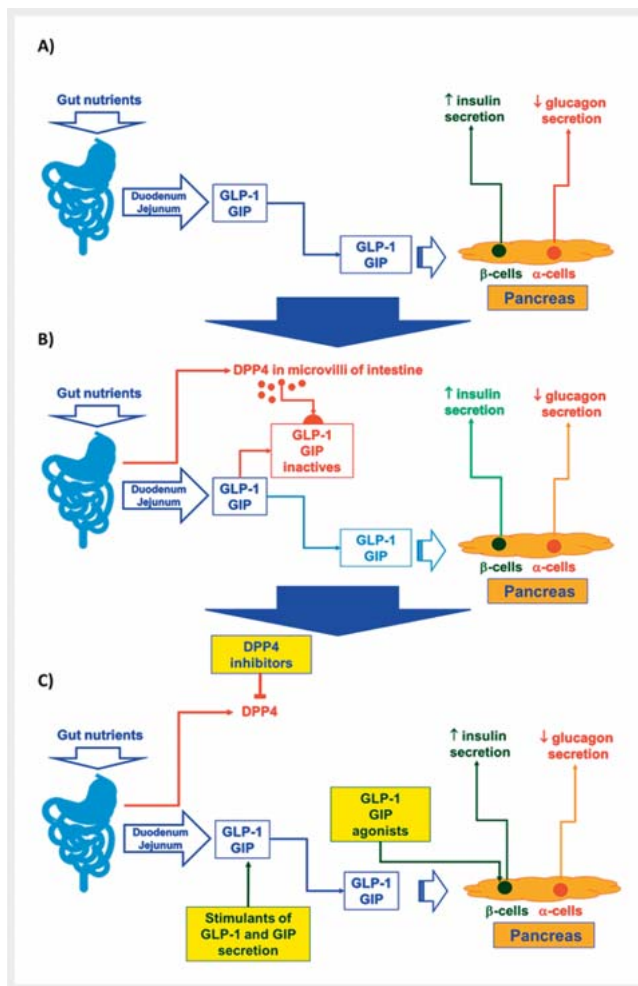 A)
Gut nutrients
↑ insulin
secretion
↓ glucagon
secretion
Duodenum
Jejunum
GLP-1
GIP
GLP-1
GIP
β-cells
α-cells
Pancreas
B)
DPP4 in microvilli of intestine
Gut nutrients
↑ insulin
secretion
↓ glucagon
secretion
GLP-1
GIP
inactives
Duodenum
Jejunum
GLP-1
GIP
GLP-1
GIP
β-cells
α-cells
Pancreas
DPP4
inhibitors
C)
DPP4
Gut nutrients
↑ insulin
secretion
↓ glucagon
secretion
GLP-1
GIP
agonists
Duodenum
Jejunum
GLP-1
GIP
GLP-1
GIP
β-cells
α-cells
Stimulants of
GLP-1 and GIP
secretion
Pancreas